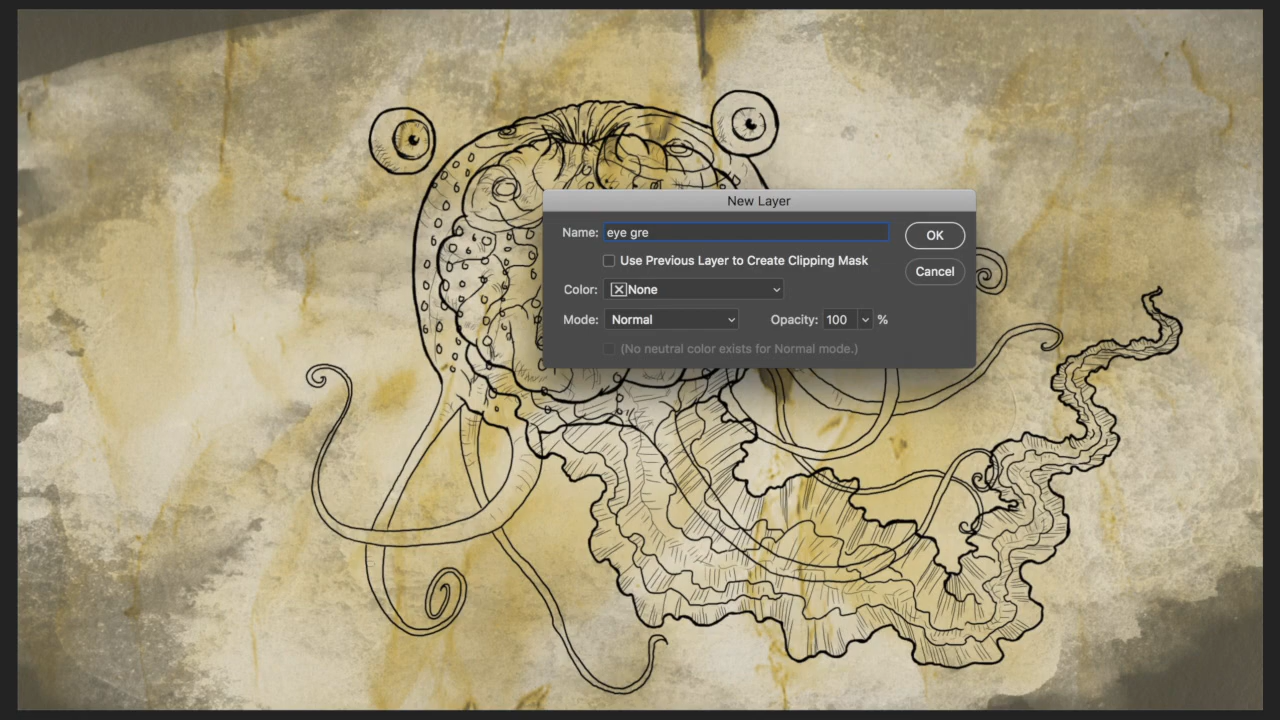 New Layer
Name: eye gre
OK
Use Previous Layer to Create Clipping Mask
Cancel
Color: None
Mode: Normal Opacity: 100 %
(No neutral color exists for Normal mode.)